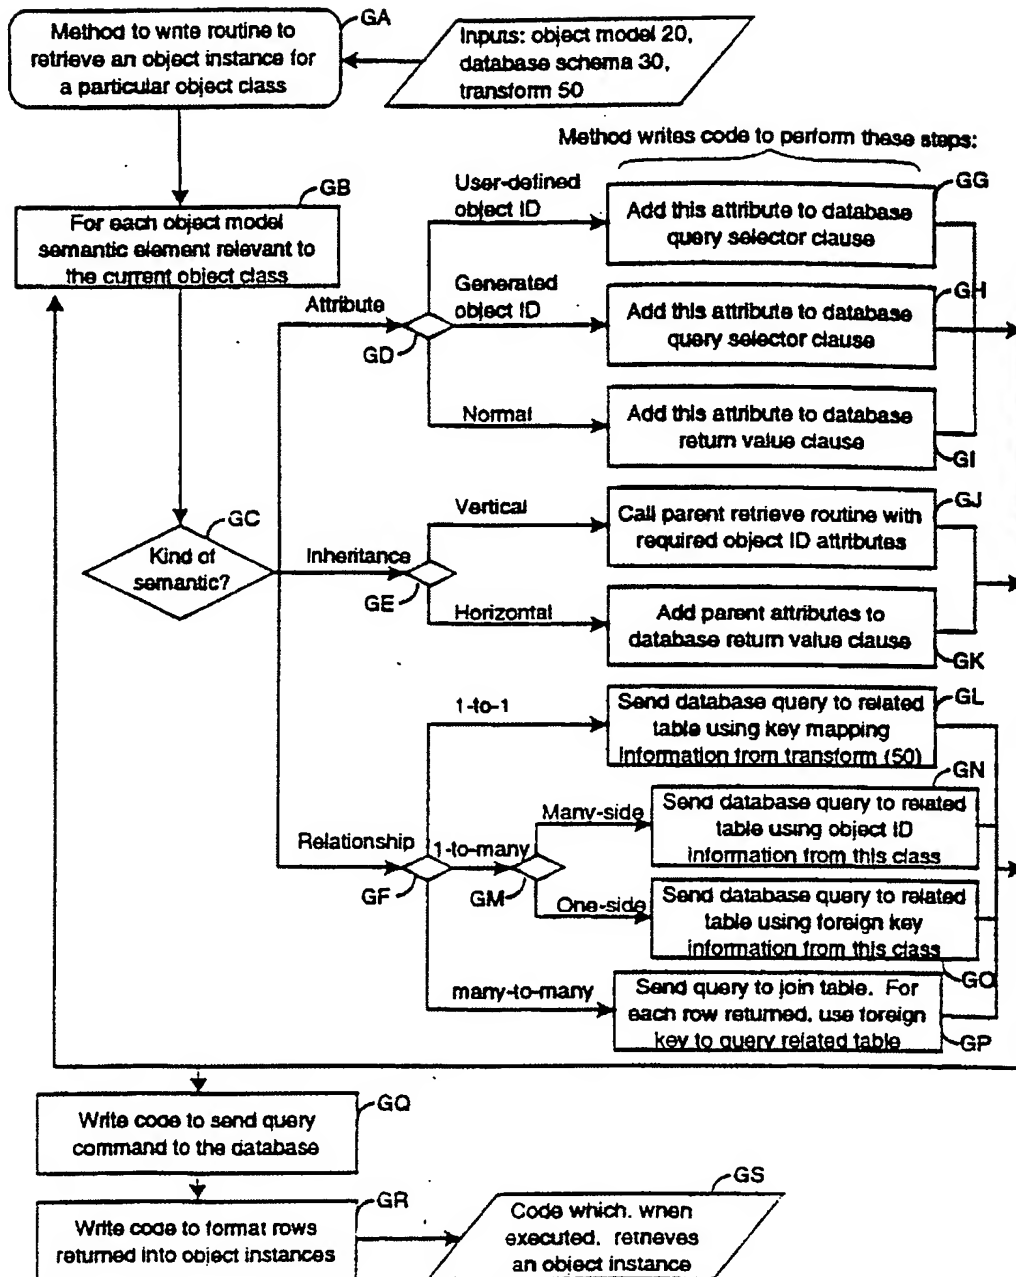 GA
Method to write routine to
retrieve an object instance for
a particular object class
Inputs: object model 20,
database schema 30,
transform 50
Method writes code to perform these steps:
GB
For each object model
semantic element relevant to
the current object class
User-defined
object ID
GG
Add this attribute to database
query selector clause
Attribute
GD
Generated
object ID
GH
Add this attribute to database
query selector clause
Normal
Add this attribute to database
return value clause
GI
GC
Kind of
semantic?
Inheritance
GE
Vertical
GJ
Call parent retrieve routine with
required object ID attributes
Horizontal
Add parent attributes to
database return value clause
GK
1-to-1
GL
Send database query to related
table using key mapping
information from transform (50)
Relationship
GF
1-to-many
GM
Many-side
GN
Send database query to related
table using object ID
information from this class
One-side
Send database query to related
table using foreign key
information from this class
GO
many-to-many
Send query to join table. For
each row returned, use foreign
key to query related table
GP
GQ
Write code to send query
command to the database
GR
Write code to format rows
returned into object instances
GS
Code which, when
executed, retrieves
an object instance